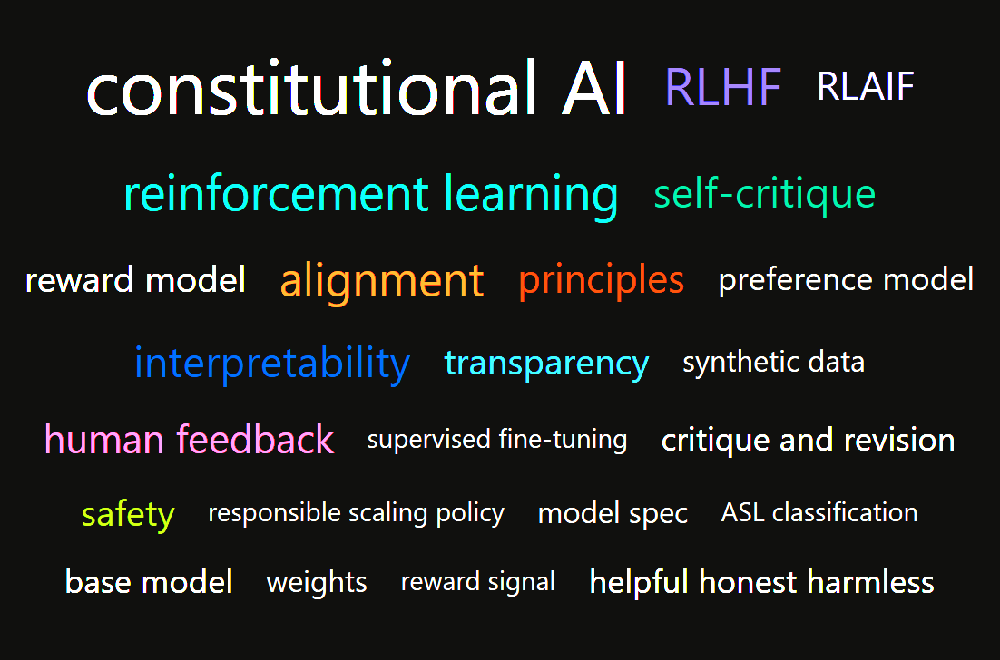 constitutional AI RLHF RLAIF
reinforcement learning self-critique
reward model alignment principles preference model
interpretability transparency synthetic data
human feedback supervised fine-tuning critique and revision
safety responsible scaling policy model spec ASL classification
base model weights reward signal helpful honest harmless